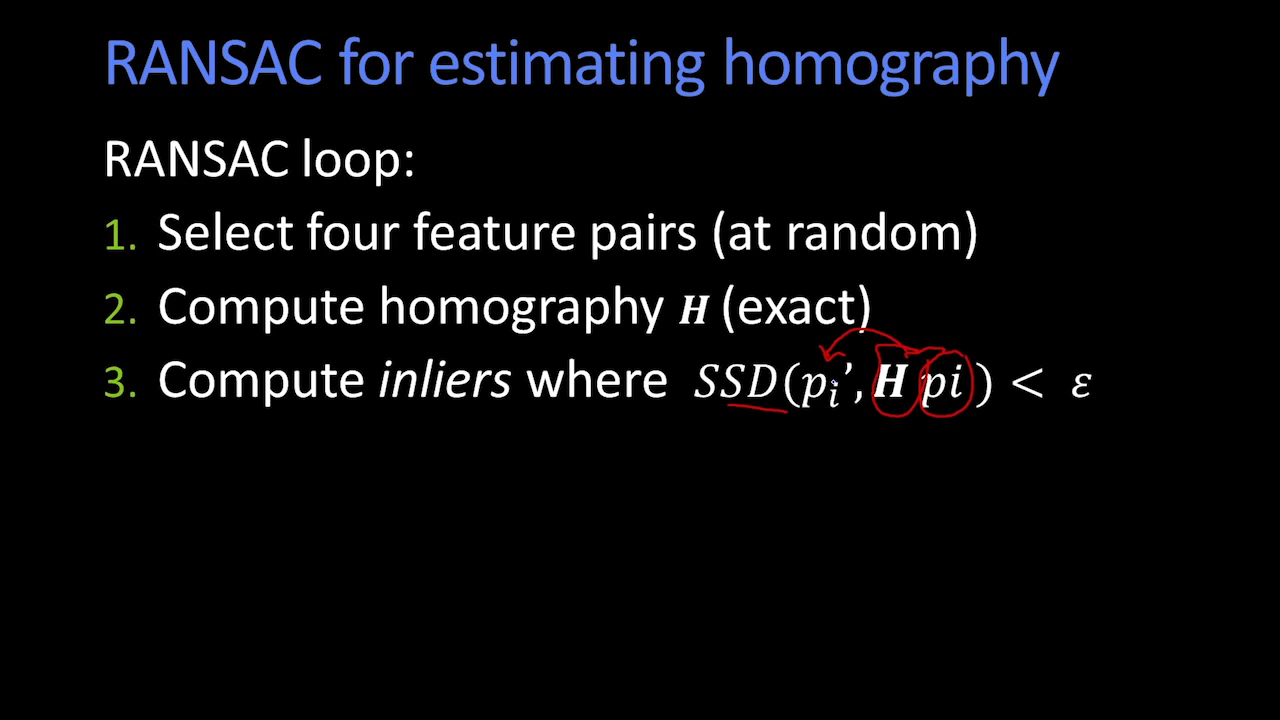 RANSAC for estimating homography
RANSAC loop:
1. Select four feature pairs (at random)
2. Compute homography H (exact)
3. Compute inliers where SSD(pᵢ’, H pi) < ε